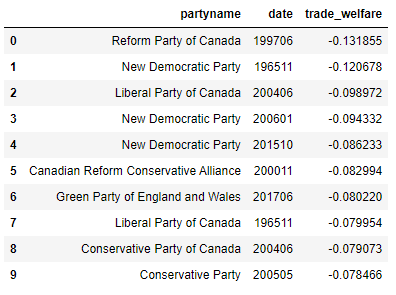 partyname date trade_welfare
0 Reform Party of Canada 199706 -0.131855
1 New Democratic Party 196511 -0.120678
2 Liberal Party of Canada 200406 -0.098972
3 New Democratic Party 200601 -0.094332
4 New Democratic Party 201510 -0.086233
5 Canadian Reform Conservative Alliance 200011 -0.082994
6 Green Party of England and Wales 201706 -0.080220
7 Liberal Party of Canada 196511 -0.079954
8 Conservative Party of Canada 200406 -0.079073
9 Conservative Party 200505 -0.078466